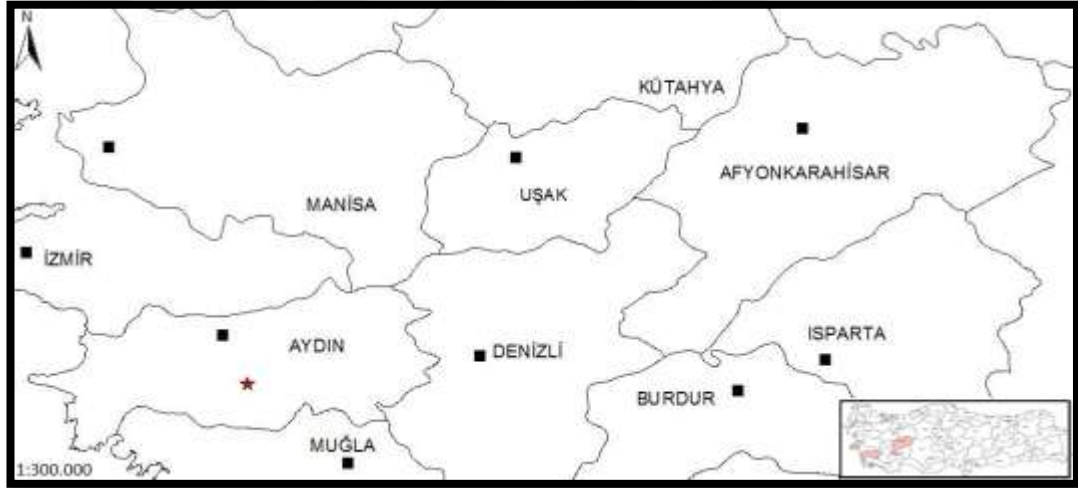 N
KÜTAHYA
AFYONKARAHİSAR
UŞAK
MANİSA
İZMİR
ISPARTA
AYDIN
DENİZLİ
BURDUR
MUĞLA
1:300.000